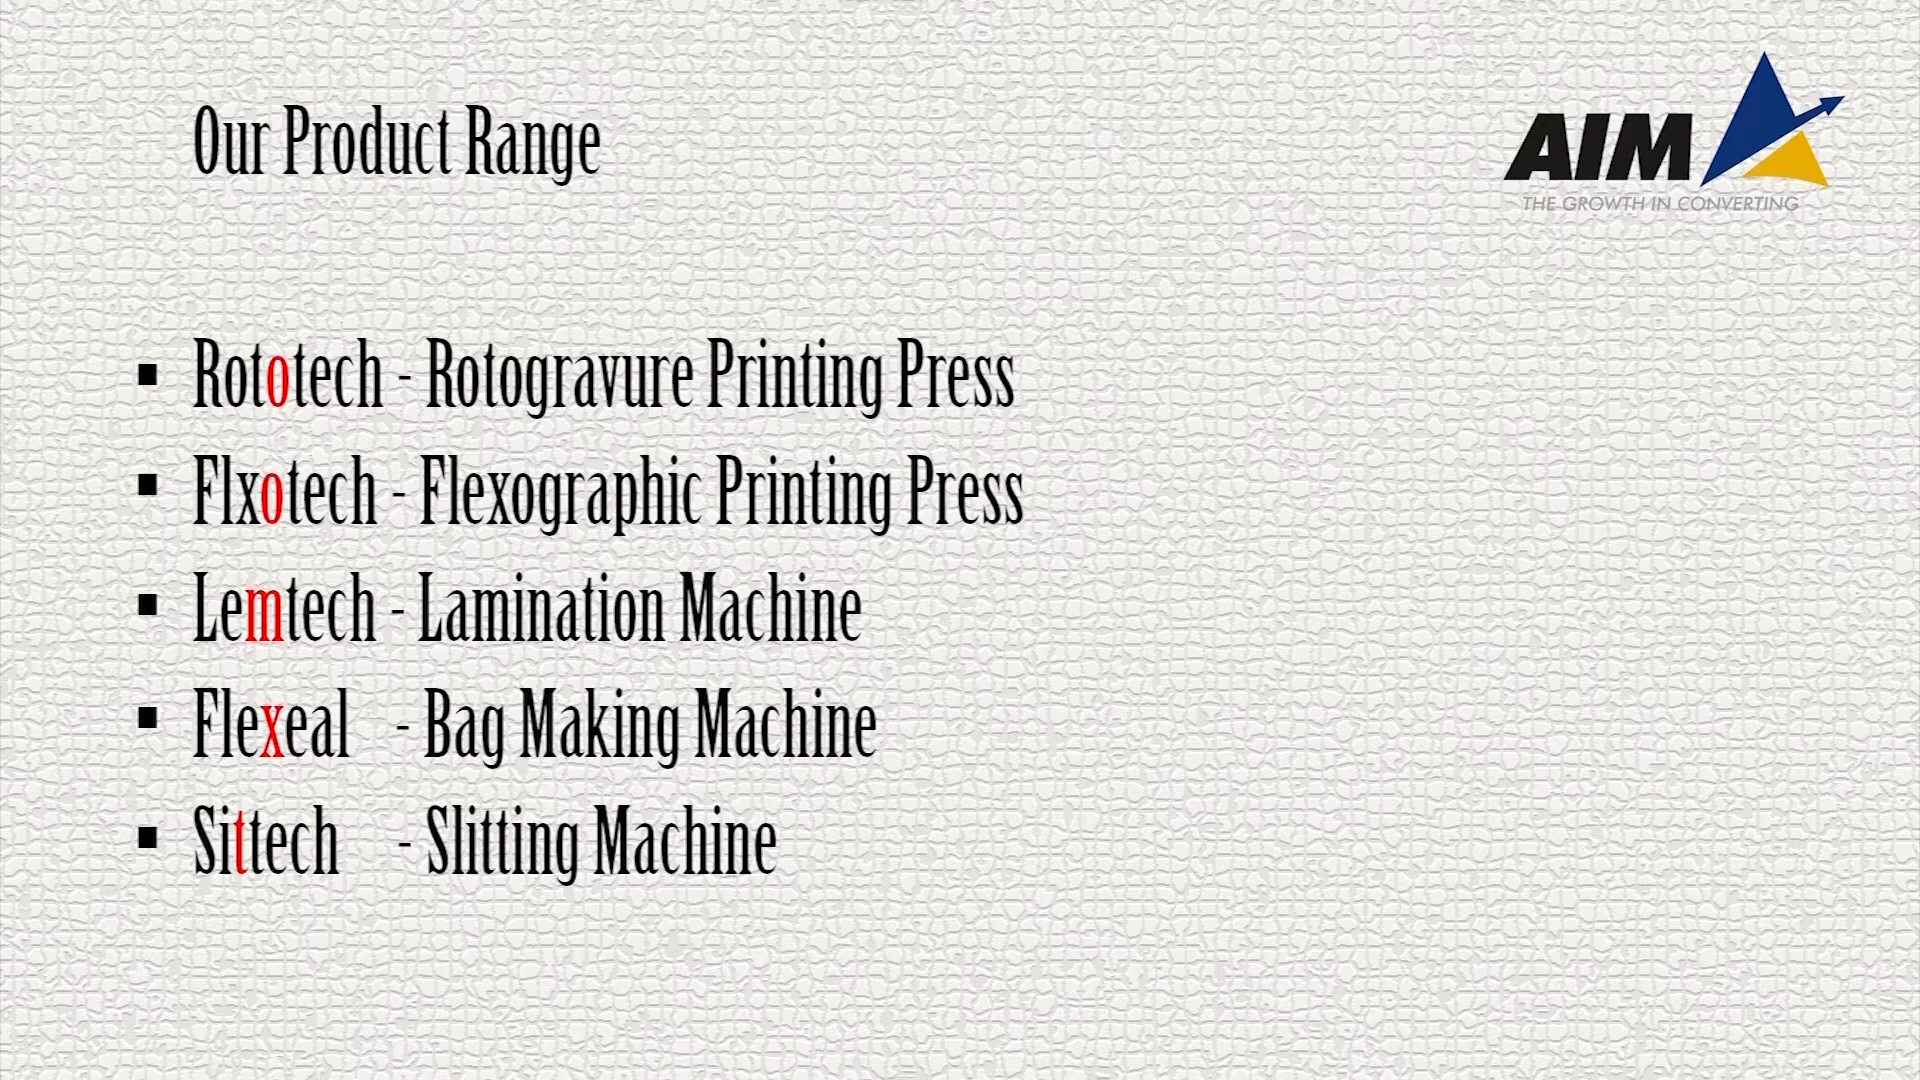 Our Product Range
AIM
THE GROWTH IN CONVERTING
▪ Rototech - Rotogravure Printing Press
▪ Flxotech - Flexographic Printing Press
▪ Lemtech - Lamination Machine
▪ Flexeal - Bag Making Machine
▪ Sittech - Slitting Machine